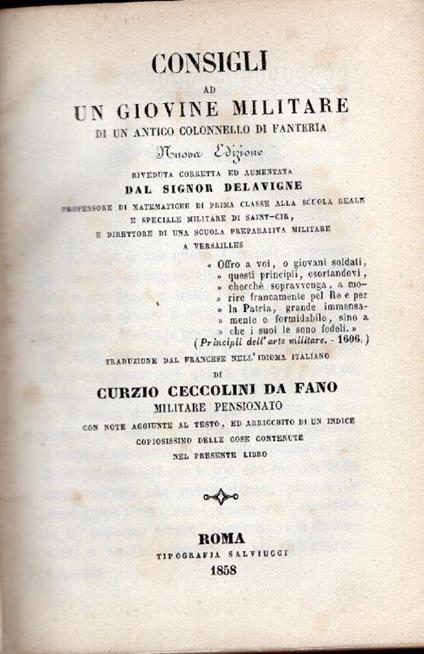 CONSIGLI
AD
UN GIOVINE MILITARE
DI UN ANTICO COLONNELLO DI FANTERIA
Nuova Edizione
RIVEDUTA CORRETTA ED AUMENTATA
DAL SIGNOR DELAVIGNE
PROFESSORE DI MATEMATICHE DI PRIMA CLASSE ALLA SCUOLA REALE
E SPECIALE MILITARE DI SAINT-CIR,
E DIRETTORE DI UNA SCUOLA PREPARATIVA MILITARE
A VERSAILLES
« Offro a voi, o giovani soldati,
» questi principii, esortandovi,
» checchè sopravvenga, a mo-
» rire francamente pel Re e per
» la Patria, grande immensa-
» mente o formidabile, sino a
» che i suoi le sono fedeli. »
(Principii dell'arte militare. - 1606.)
TRADUZIONE DAL FRANCESE NELL'IDIOMA ITALIANO
DI
CURZIO CECCOLINI DA FANO
MILITARE PENSIONATO
CON NOTE AGGIUNTE AL TESTO, ED ARRICCHITO DI UN INDICE
COPIOSISSIMO DELLE COSE CONTENUTE
NEL PRESENTE LIBRO
ROMA
TIPOGRAFIA SALVIUCCI
1858